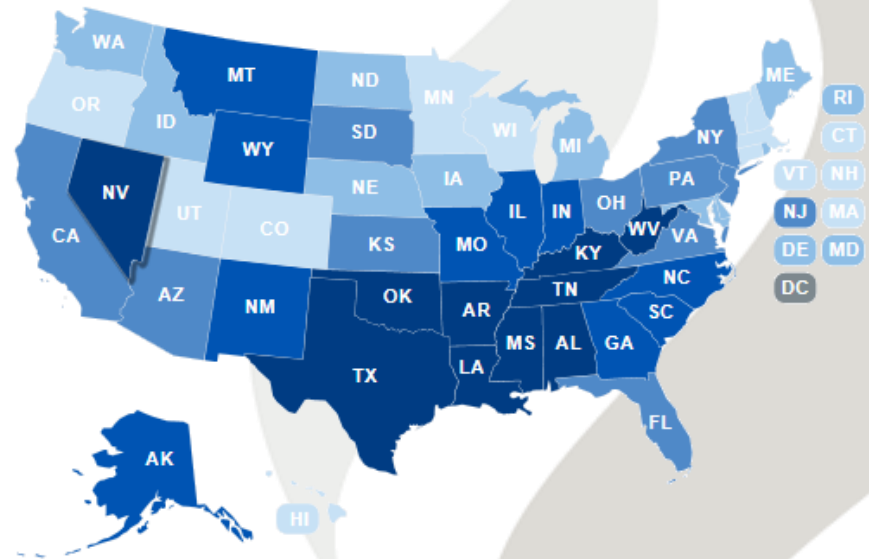 WA
MT
ND
MN
ME
OR
ID
SD
WI
MI
NY
RI
WY
CT
NV
NE
IA
PA
VT NH
UT
CO
IL
IN
OH
NJ MA
CA
KS
MO
WV
VA
DE MD
KY
AZ
NM
OK
AR
TN
NC
DC
SC
TX
LA
MS
AL
GA
FL
AK
HI